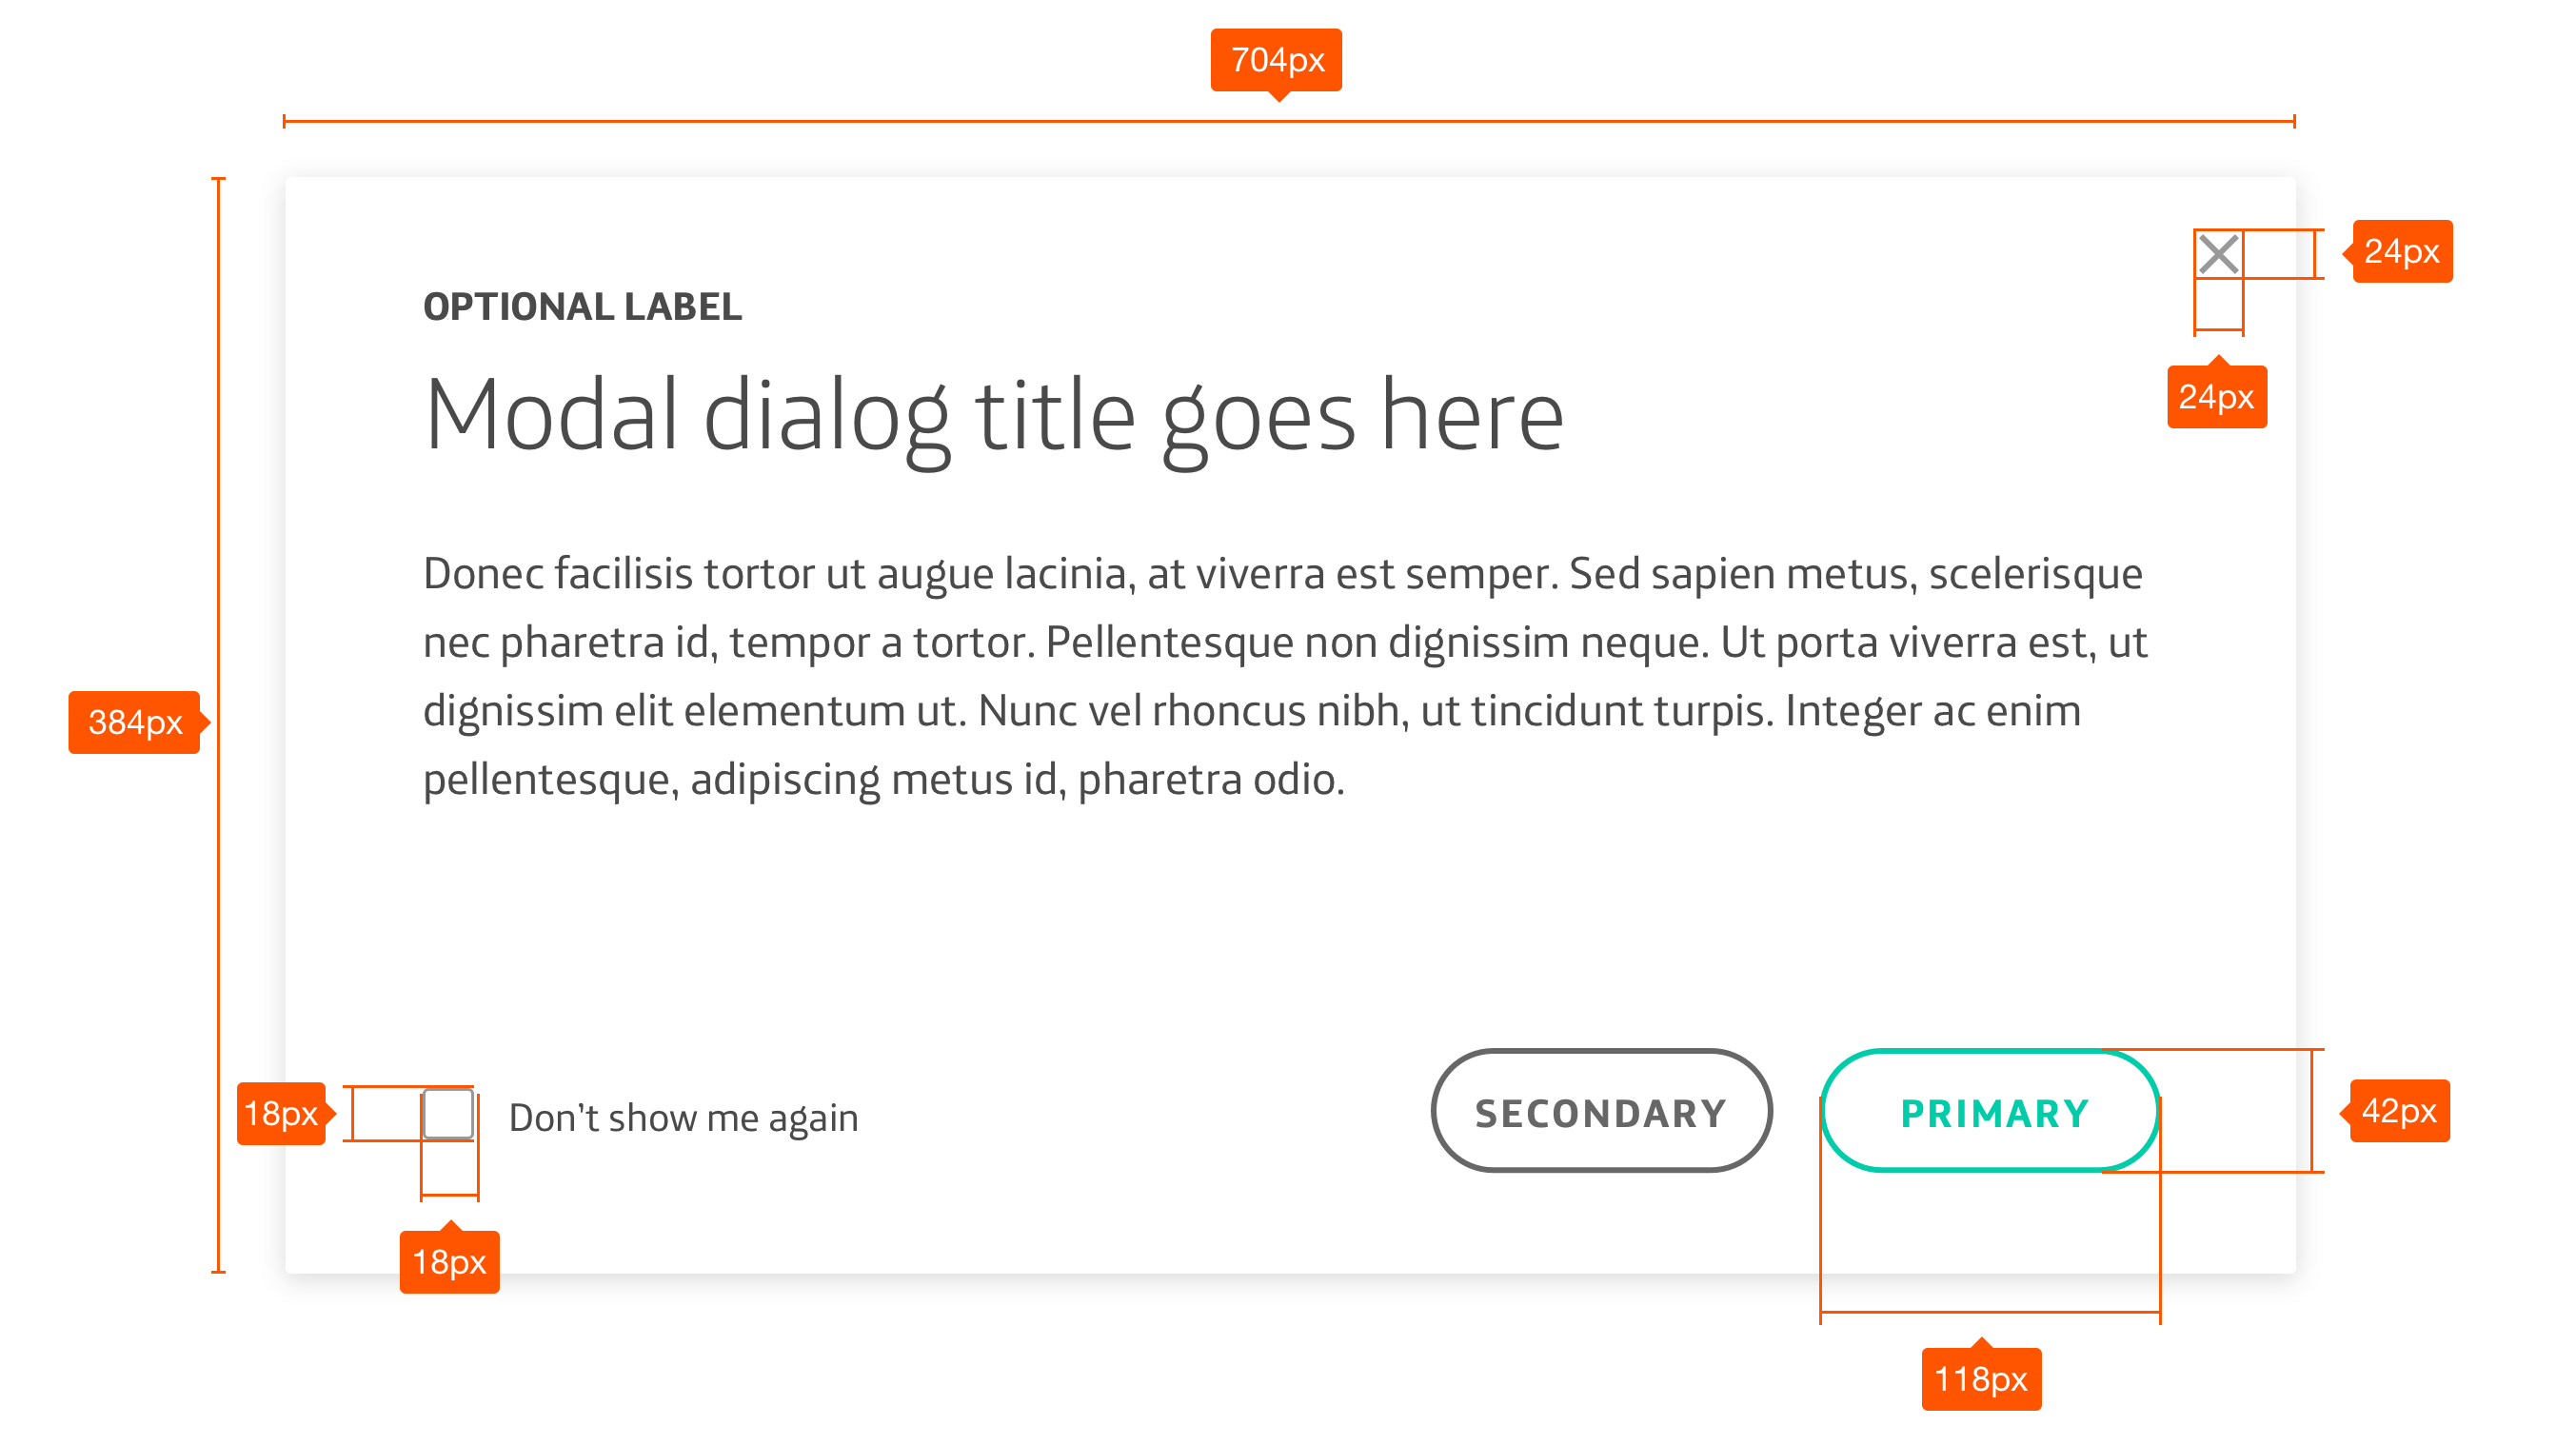 704px
24px
OPTIONAL LABEL
24px
Modal dialog title goes here
Donec facilisis tortor ut augue lacinia, at viverra est semper. Sed sapien metus, scelerisque
nec pharetra id, tempor a tortor. Pellentesque non dignissim neque. Ut porta viverra est, ut
dignissim elit elementum ut. Nunc vel rhoncus nibh, ut tincidunt turpis. Integer ac enim
384px
pellentesque, adipiscing metus id, pharetra odio.
18px
Don’t show me again
SECONDARY
PRIMARY
42px
18px
118px